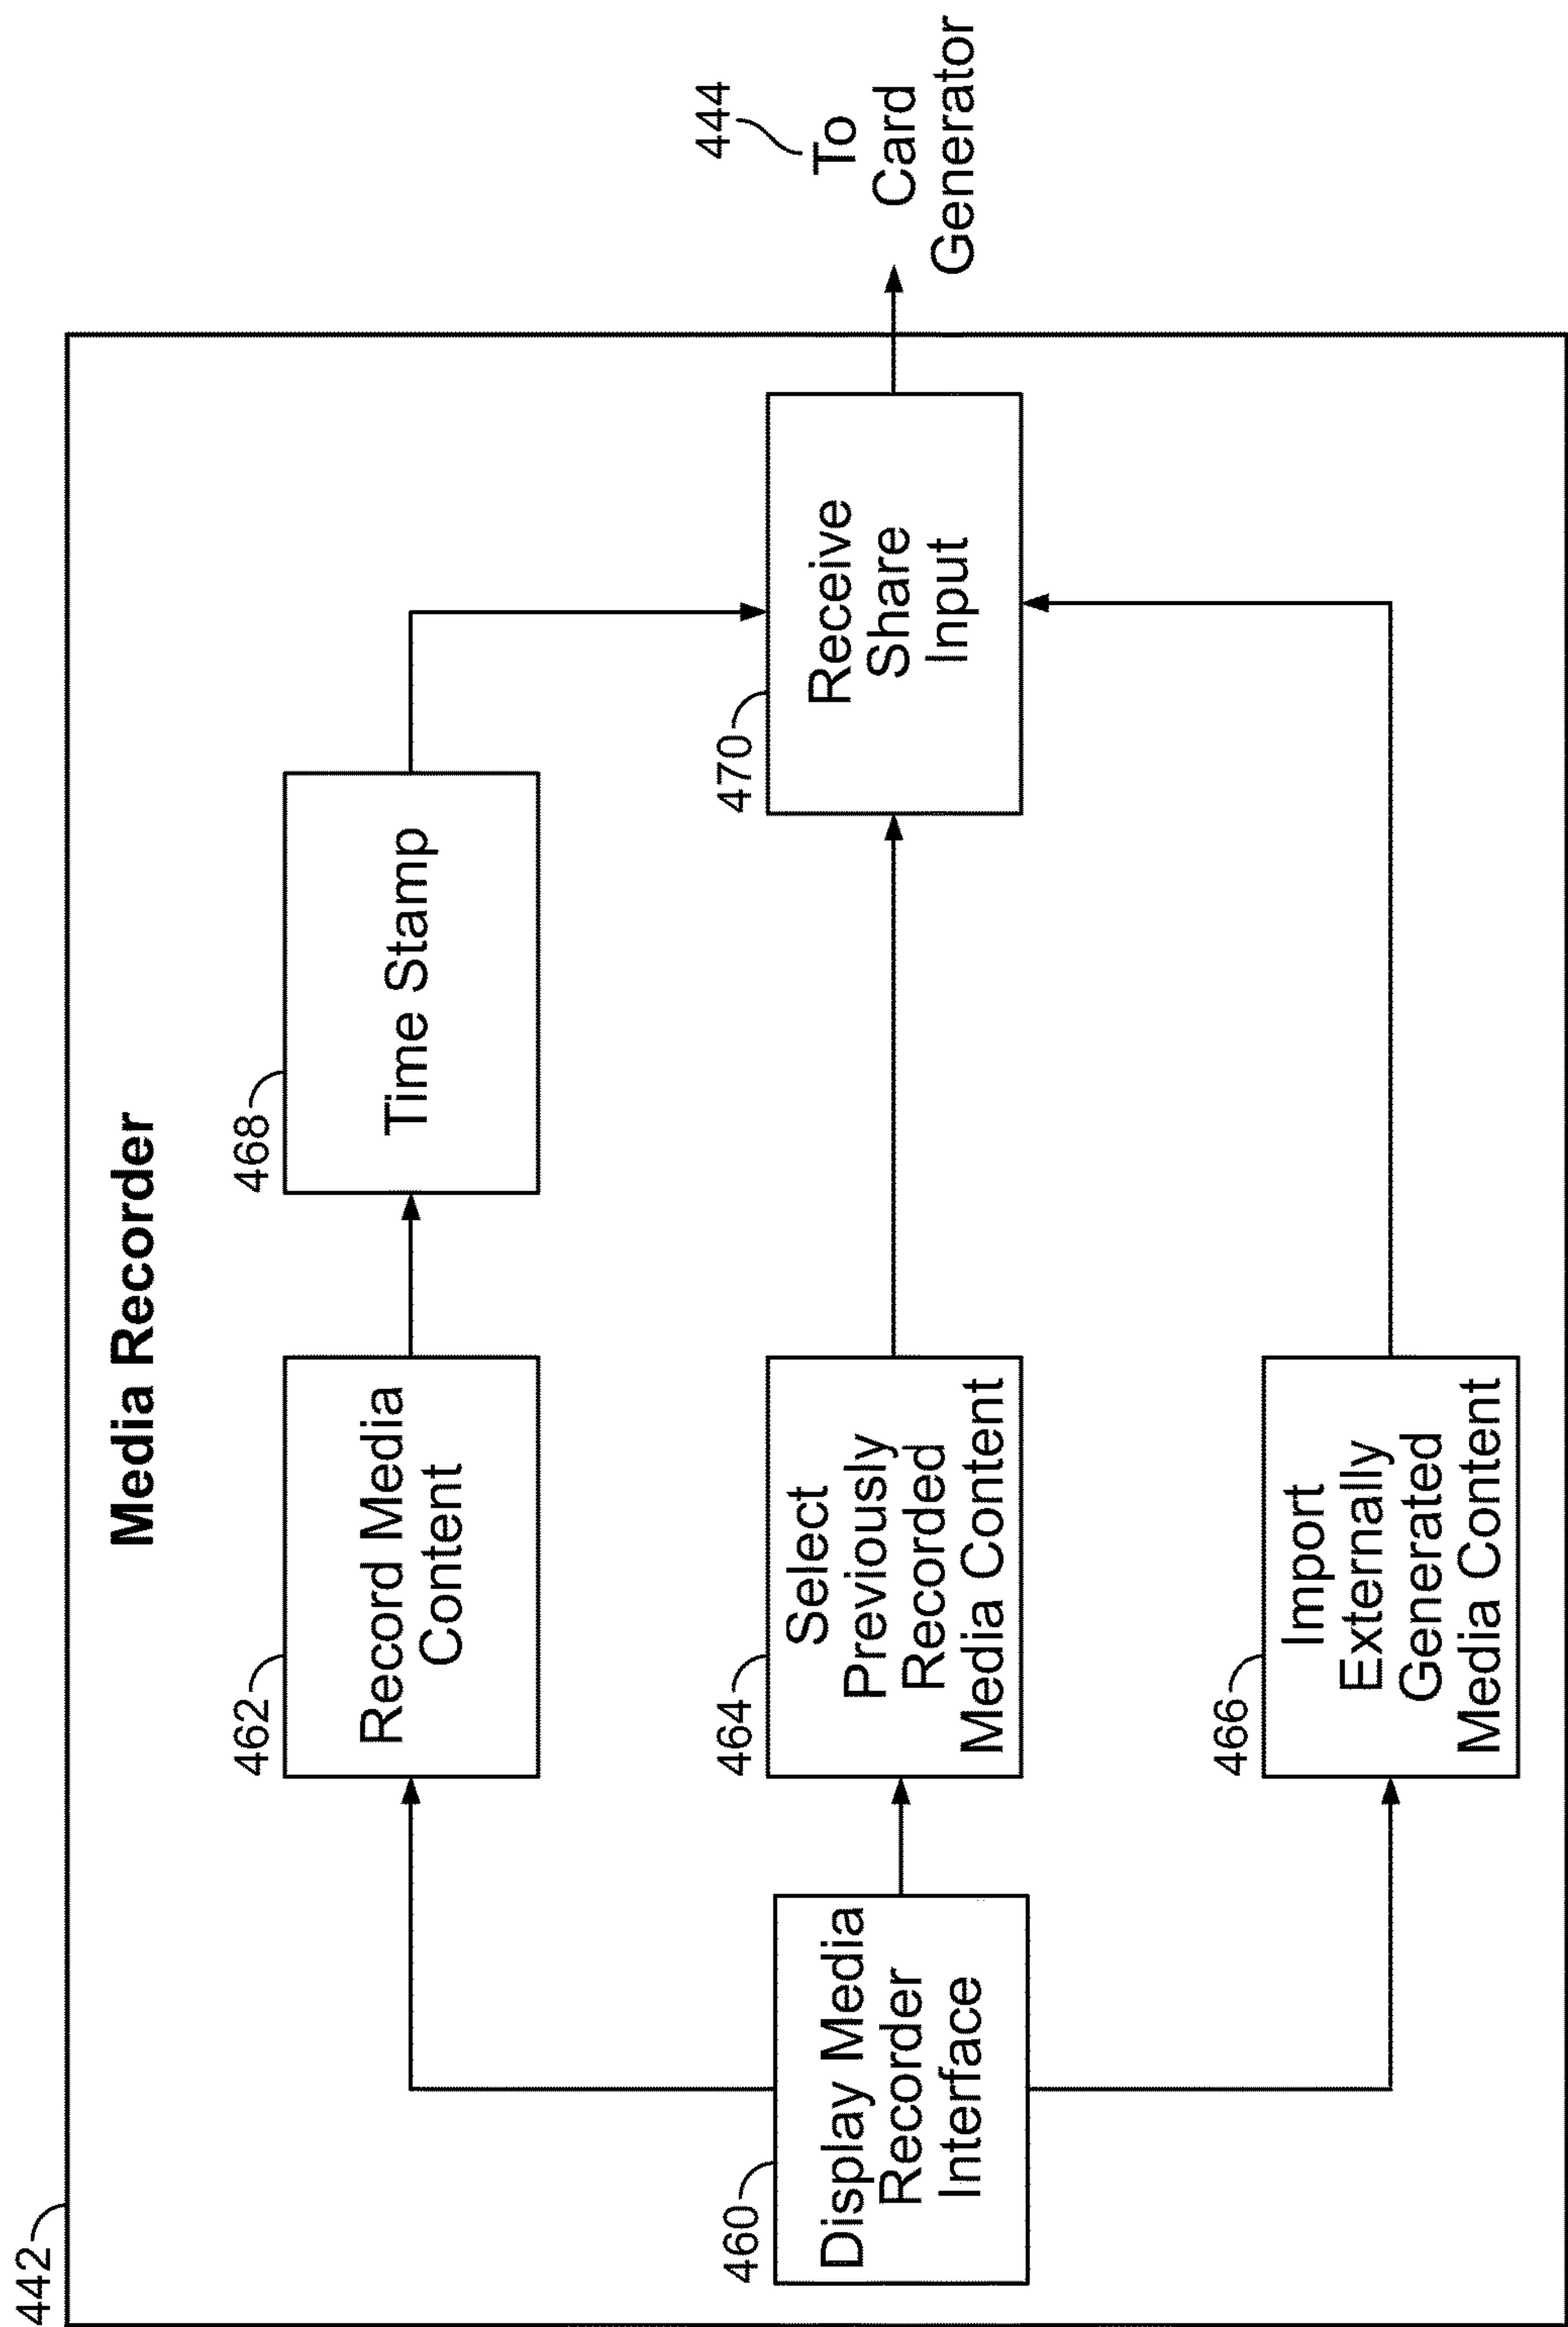 442
Media Recorder
460
Display Media
Recorder
Interface
462
Record Media
Content
468
Time Stamp
464
Select
Previously
Recorded
Media Content
466
Import
Externally
Generated
Media Content
470
Receive
Share
Input
444
To
Card
Generator